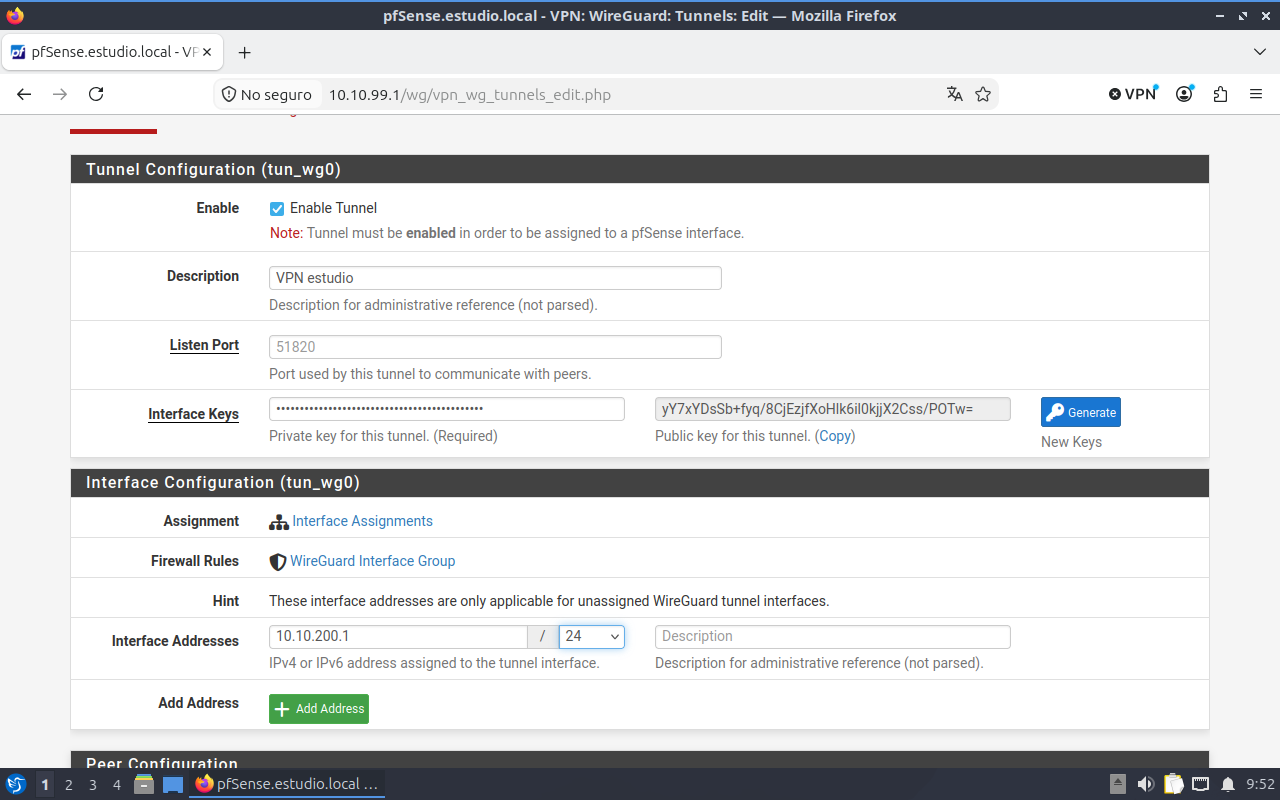 pfSense.estudio.local - VPN: WireGuard: Tunnels: Edit — Mozilla Firefox
pfSense.estudio.local - VP
No seguro
10.10.99.1/wg/vpn_wg_tunnels_edit.php
VPN
Tunnel Configuration (tun_wg0)
Enable
Enable Tunnel
Note: Tunnel must be enabled in order to be assigned to a pfSense interface.
Description
VPN estudio
Description for administrative reference (not parsed).
Listen Port
51820
Port used by this tunnel to communicate with peers.
Interface Keys
••••••••••••••••••••••••••••••••••••••••••••
yY7xYDsSb+fyq/8CjEzjfXoHlk6iI0kjjX2Css/POTw=
Generate
Private key for this tunnel. (Required)
Public key for this tunnel. (Copy)
New Keys
Interface Configuration (tun_wg0)
Assignment
Interface Assignments
Firewall Rules
WireGuard Interface Group
Hint
These interface addresses are only applicable for unassigned WireGuard tunnel interfaces.
Interface Addresses
10.10.200.1
/
24
Description
IPv4 or IPv6 address assigned to the tunnel interface.
Description for administrative reference (not parsed).
Add Address
Add Address
Peer Configuration
1
2
3
4
pfSense.estudio.local ...
9:52